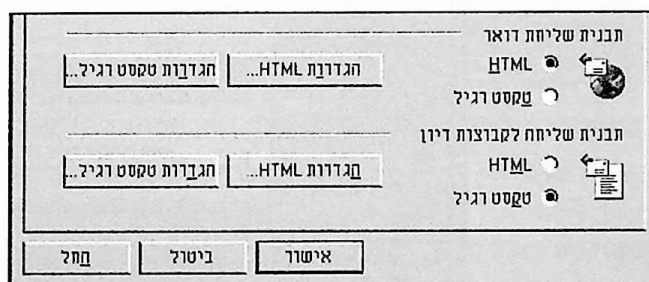 תבנית שליחת דואר
HTML
הגדרות HTML...
הגדרות טקסט רגיל...
טקסט רגיל
תבנית שליחה לקבוצות דיון
HTML
הגדרות HTML...
הגדרות טקסט רגיל...
טקסט רגיל
אישור
ביטול
החל